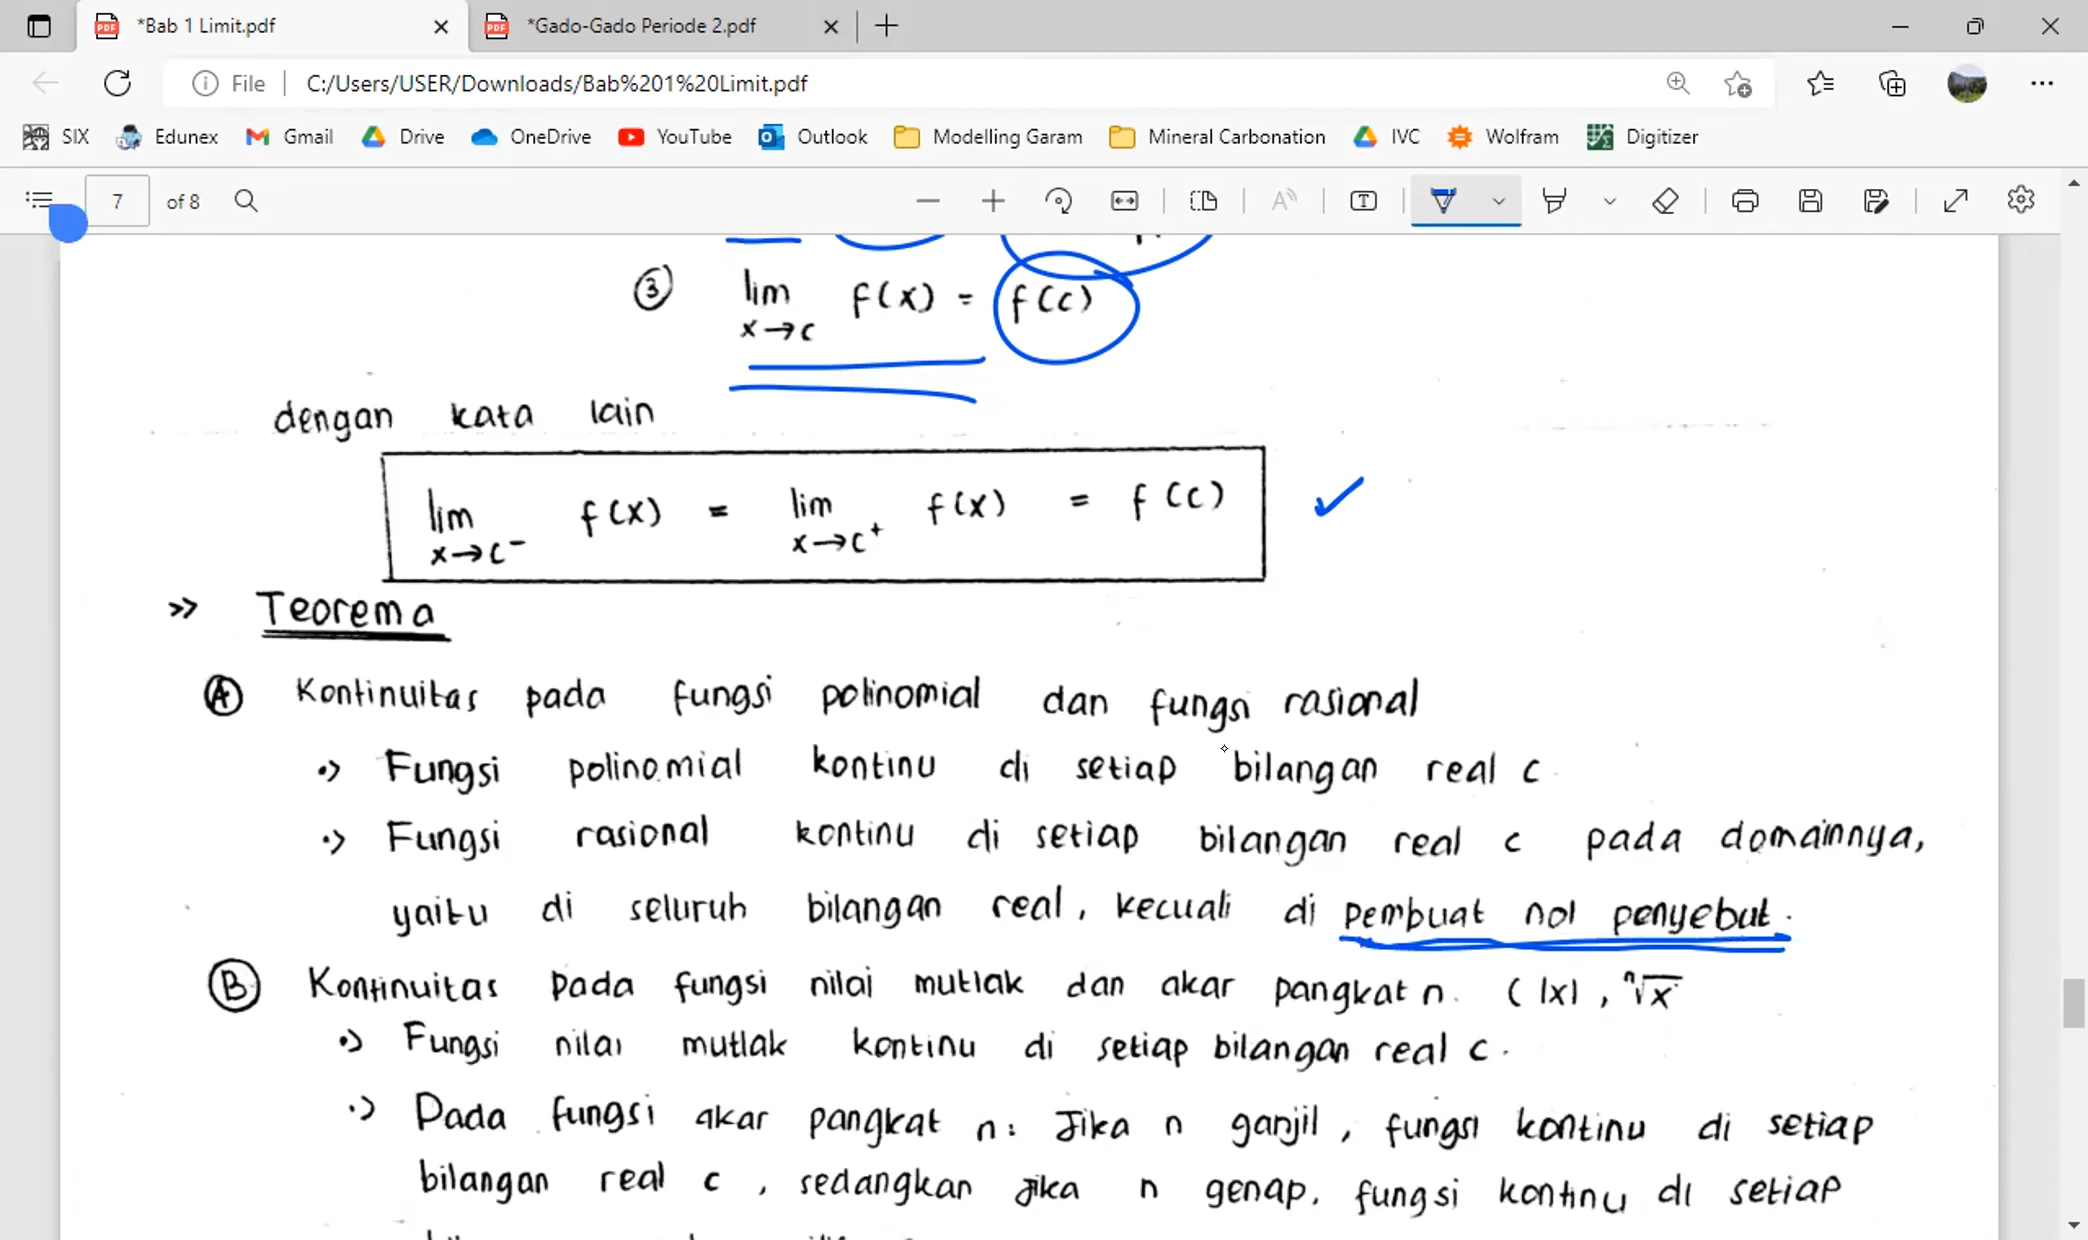 *Bab 1 Limit.pdf
*Gado-Gado Periode 2.pdf
File
C:/Users/USER/Downloads/Bab%201%20Limit.pdf
SIX Edunex Gmail Drive OneDrive YouTube Outlook Modelling Garam Mineral Carbonation IVC Wolfram Digitizer
7 of 8
③ lim f(x) = f(c)
x→c
dengan kata lain
lim f(x) = lim f(x) = f(c)
x→c⁻ x→c⁺
>> Teorema
Ⓐ Kontinuitas pada fungsi polinomial dan fungsi rasional
•> Fungsi polinomial kontinu di setiap bilangan real c
•> Fungsi rasional kontinu di setiap bilangan real c pada domainnya,
yaitu di seluruh bilangan real, kecuali di pembuat nol penyebut.
Ⓑ Kontinuitas pada fungsi nilai mutlak dan akar pangkat n. (|x|, ⁿ√x
•> Fungsi nilai mutlak kontinu di setiap bilangan real c.
•> Pada fungsi akar pangkat n: Jika n ganjil, fungsi kontinu di setiap
bilangan real c, sedangkan jika n genap, fungsi kontinu di setiap